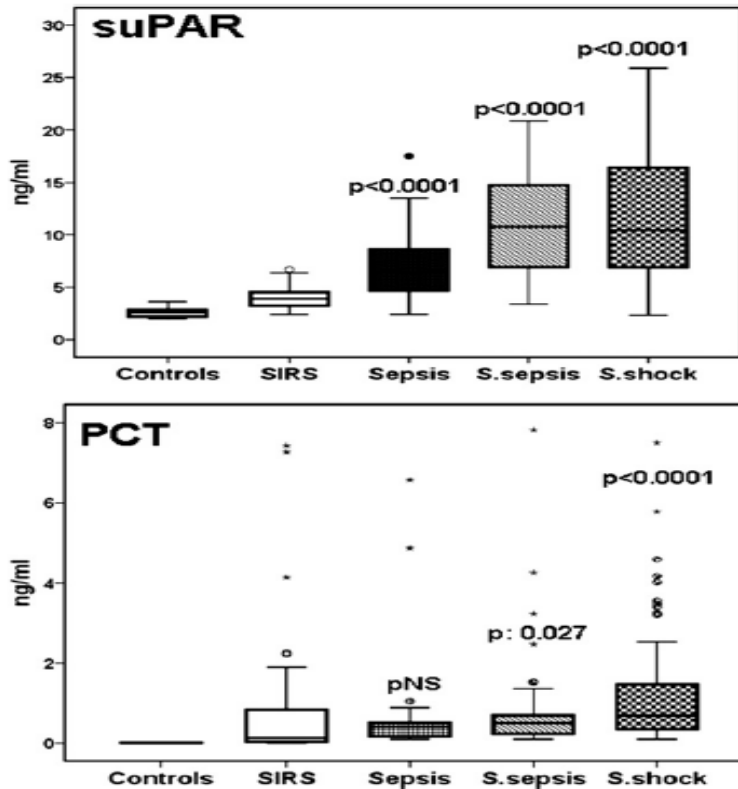 suPAR
30
25
20
15
10
5
0
ng/ml
p<0.0001
p<0.0001
p<0.0001
Controls SIRS Sepsis S.sepsis S.shock
PCT
8
6
4
2
0
ng/ml
p<0.0001
p: 0.027
pNS
Controls SIRS Sepsis S.sepsis S.shock